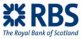 RBS
The Royal Bank of Scotland